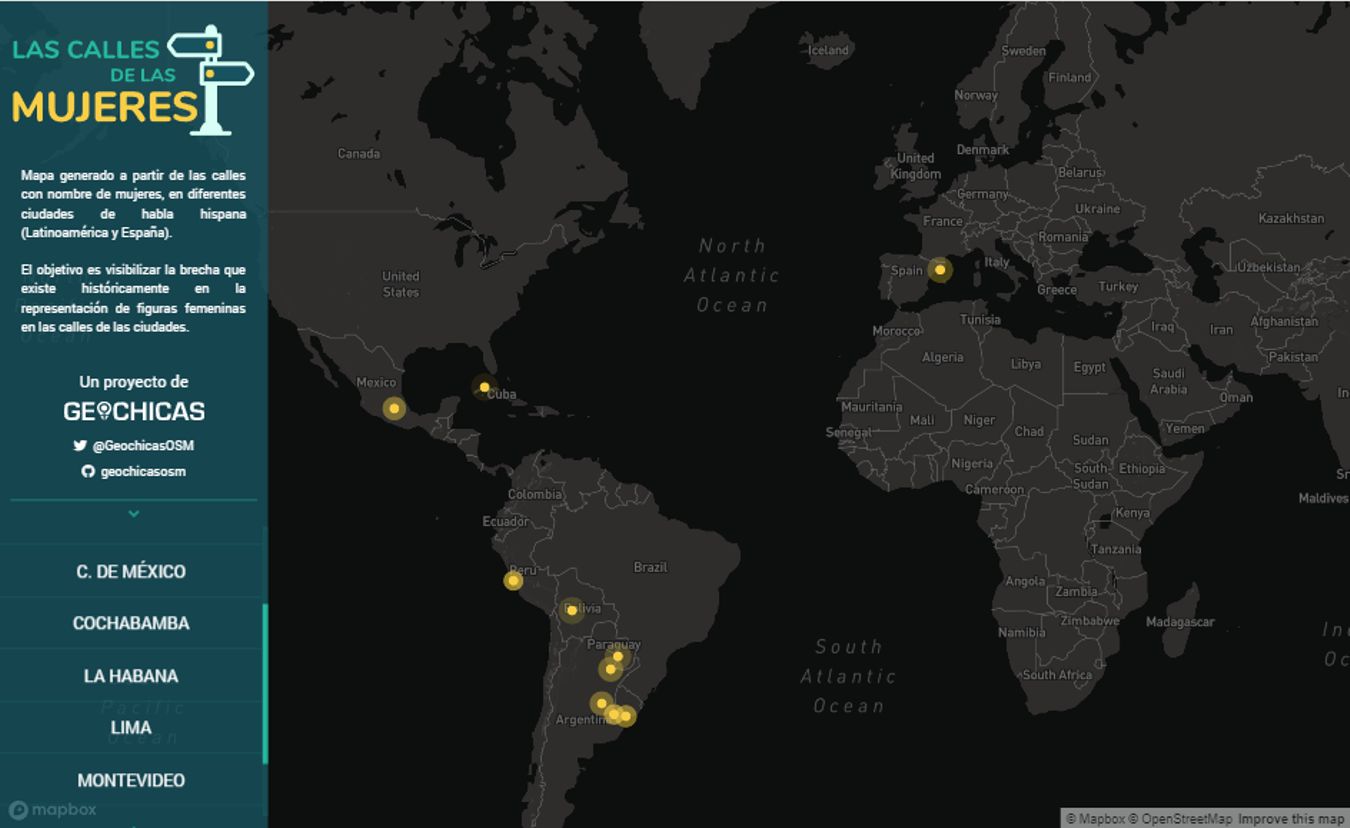 LAS CALLES
DE LAS
MUJERES
Mapa generado a partir de las calles
con nombre de mujeres, en diferentes
ciudades de habla hispana
(Latinoamérica y España).
El objetivo es visibilizar la brecha que
existe históricamente en la
representación de figuras femeninas
en las calles de las ciudades.
Un proyecto de
GEOCHICAS
@GeochicasOSM
geochicasosm
C. DE MÉXICO
COCHABAMBA
LA HABANA
Pacific
LIMA
Ocean
MONTEVIDEO
mapbox
Iceland
Sweden
Finland
Norway
Canada
Denmark
United
Kingdom
Belarus
Germany
Ukraine
France
Kazakhstan
Romania
North
Atlantic
Ocean
United
States
Spain
Italy
Uzbekistan
Greece
Turkey
Morocco
Tunisia
Iraq
Iran
Afghanistan
Algeria
Libya
Egypt
Pakistan
Mexico
Cuba
Saudi
Arabia
Oman
Mauritania
Mali
Niger
Chad
Senegal
Sudan
Yemen
Nigeria
South
Sudan
Ethiopia
Cameroon
Colombia
Maldives
Ecuador
Kenya
Tanzania
Peru
Brazil
Angola
Zambia
Bolivia
Zimbabwe
Madagascar
Namibia
Paraguay
South
Atlantic
Ocean
South Africa
Argentin
© Mapbox © OpenStreetMap Improve this map